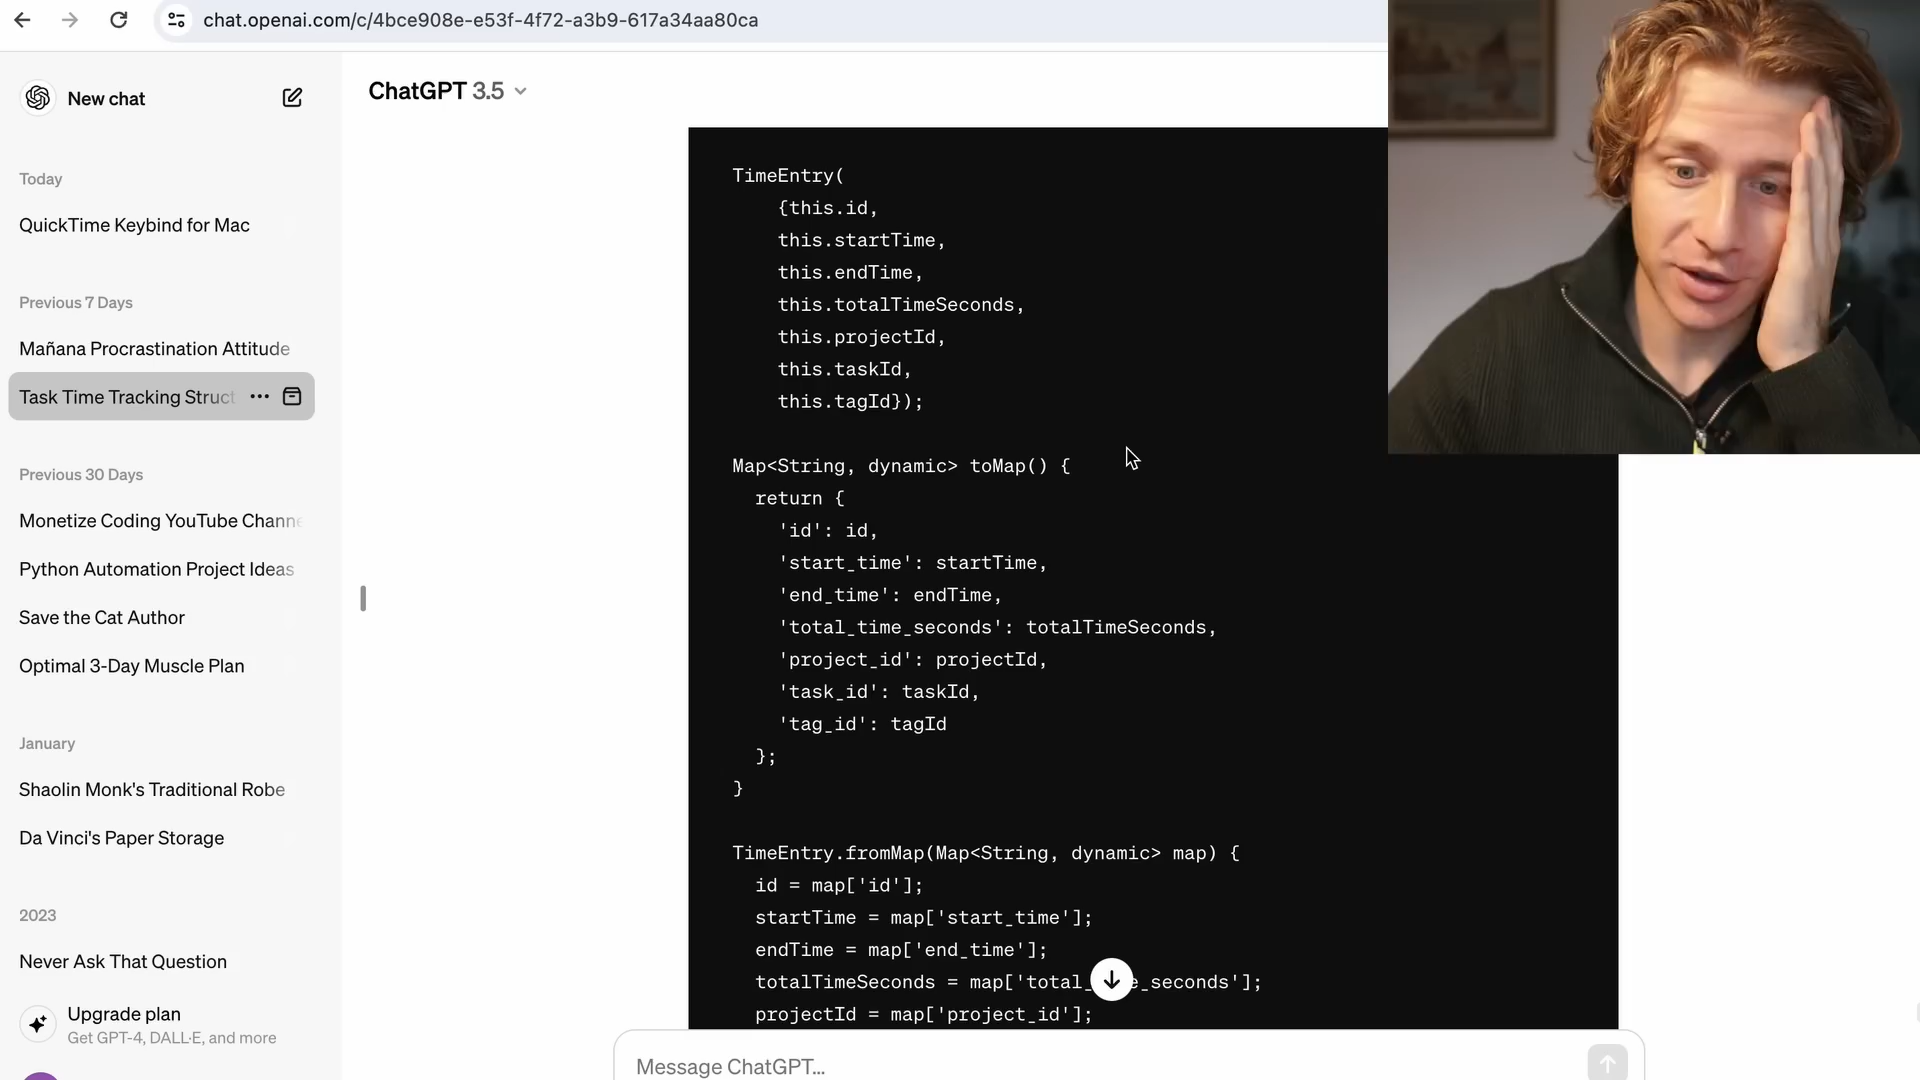 chat.openai.com/c/4bce908e-e53f-4f72-a3b9-617a34aa80ca
New chat
Today
QuickTime Keybind for Mac
Previous 7 Days
Mañana Procrastination Attitude
Task Time Tracking Struct
Previous 30 Days
Monetize Coding YouTube Channe
Python Automation Project Ideas
Save the Cat Author
Optimal 3-Day Muscle Plan
January
Shaolin Monk's Traditional Robe
Da Vinci's Paper Storage
2023
Never Ask That Question
Upgrade plan
Get GPT-4, DALL·E, and more
ChatGPT 3.5
TimeEntry(
{this.id,
this.startTime,
this.endTime,
this.totalTimeSeconds,
this.projectId,
this.taskId,
this.tagId});
Map<String, dynamic> toMap() {
return {
'id': id,
'start_time': startTime,
'end_time': endTime,
'total_time_seconds': totalTimeSeconds,
'project_id': projectId,
'task_id': taskId,
'tag_id': tagId
};
}
TimeEntry.fromMap(Map<String, dynamic> map) {
id = map['id'];
startTime = map['start_time'];
endTime = map['end_time'];
totalTimeSeconds = map['total_ e_seconds'];
projectId = map['project_id'];
Message ChatGPT...